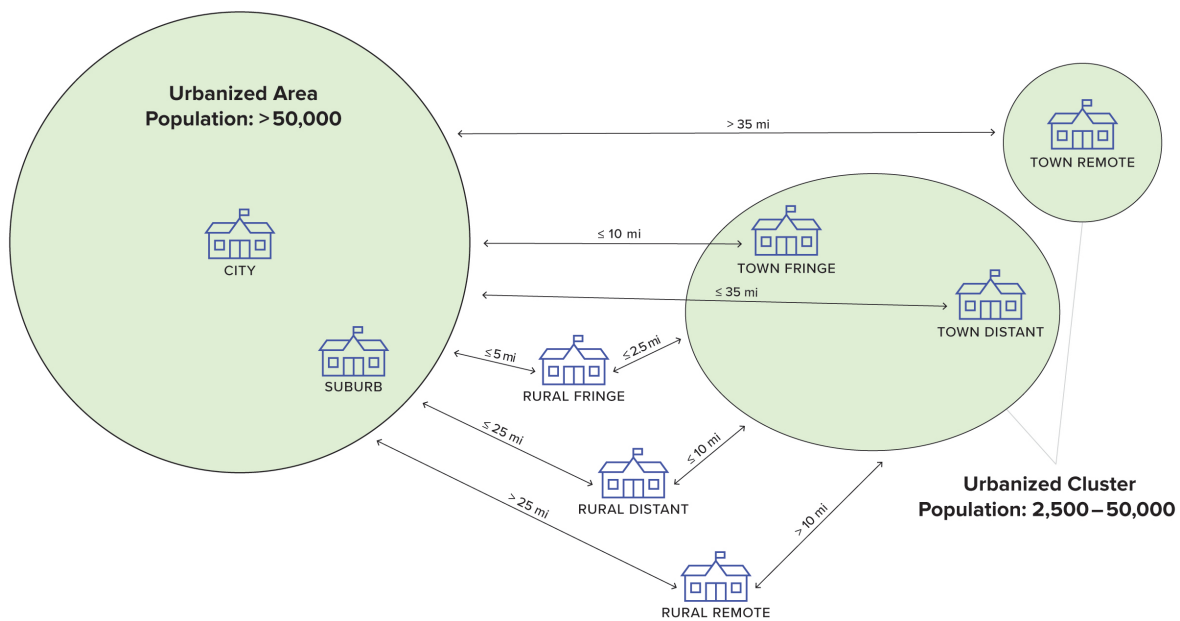 Urbanized Area
Population: >50,000
> 35 mi
TOWN REMOTE
CITY
≤ 10 mi
TOWN FRINGE
≤ 35 mi
TOWN DISTANT
SUBURB
≤5 mi
RURAL FRINGE
≤2.5 mi
≤ 25 mi
RURAL DISTANT
≤ 10 mi
Urbanized Cluster
Population: 2,500–50,000
> 25 mi
> 10 mi
RURAL REMOTE